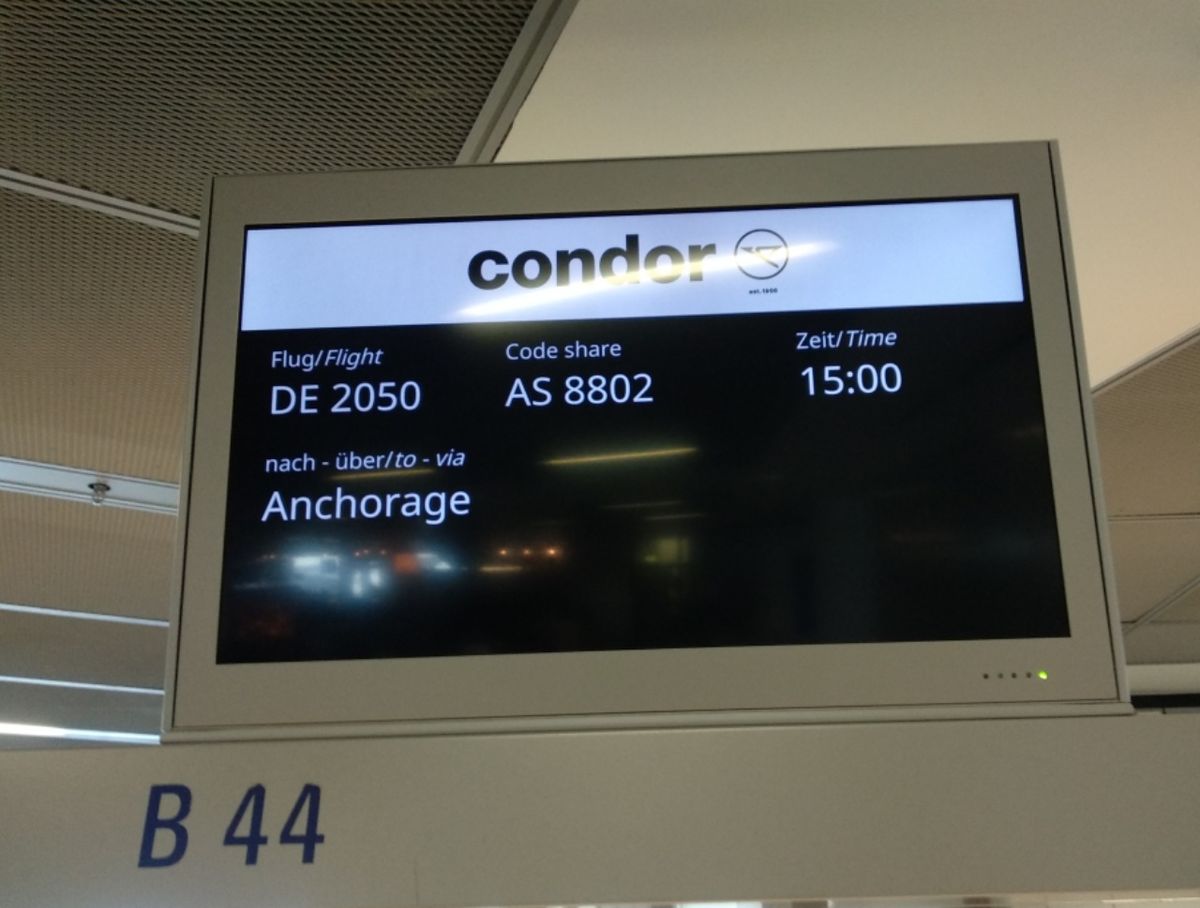 condor
est. 1956
Flug/Flight Code share Zeit/Time
DE 2050 AS 8802 15:00
nach - über/to - via
Anchorage
B 44